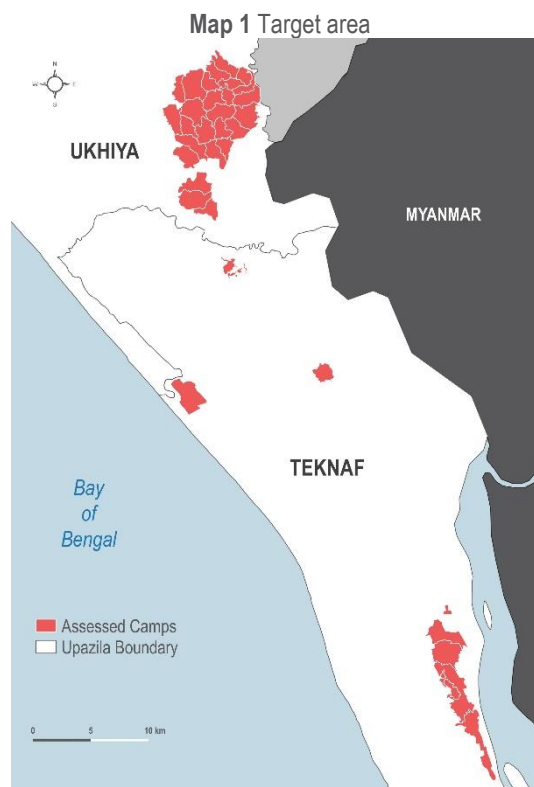 Map 1 Target area
N
W E
S
UKHIYA
MYANMAR
TEKNAF
Bay
of
Bengal
Assessed Camps
Upazila Boundary
0 5 10 km